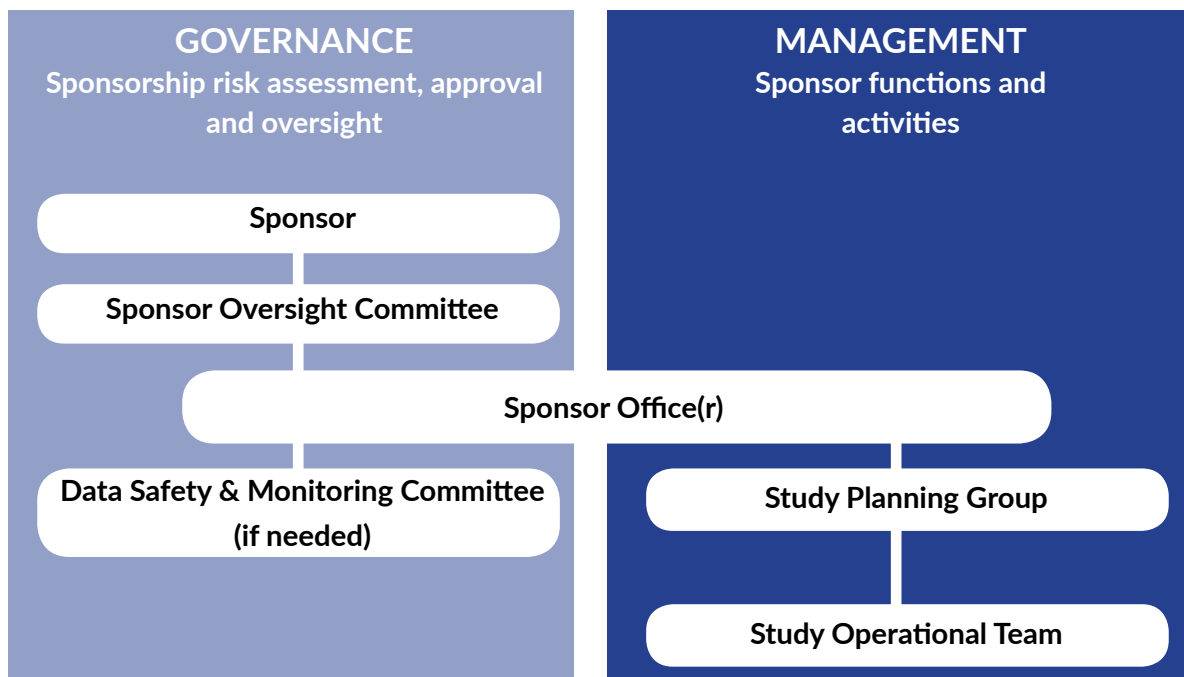 GOVERNANCE
Sponsorship risk assessment, approval
and oversight
MANAGEMENT
Sponsor functions and
activities
Sponsor
Sponsor Oversight Committee
Sponsor Office(r)
Data Safety & Monitoring Committee
(if needed)
Study Planning Group
Study Operational Team